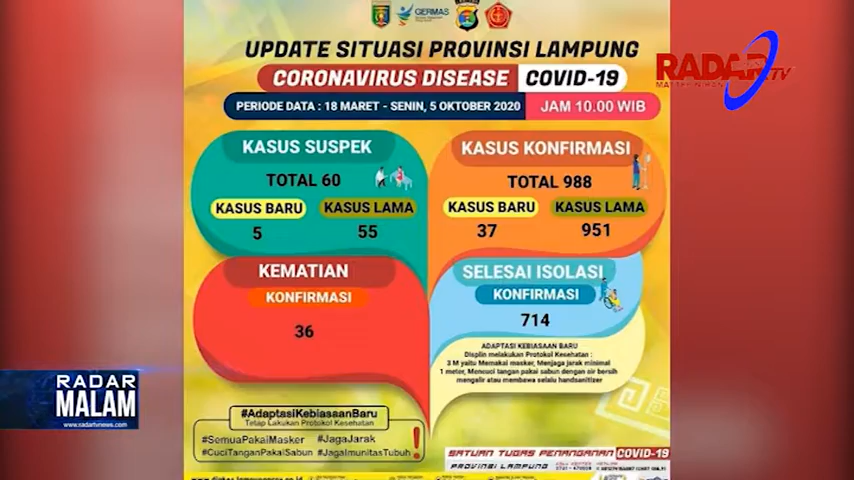 GERMAS
UPDATE SITUASI PROVINSI LAMPUNG
CORONAVIRUS DISEASE COVID-19
PERIODE DATA : 18 MARET - SENIN, 5 OKTOBER 2020 JAM 10.00 WIB
RADAR TV
KASUS SUSPEK
TOTAL 60
KASUS BARU KASUS LAMA
5 55
KASUS KONFIRMASI
TOTAL 988
KASUS BARU KASUS LAMA
37 951
KEMATIAN
KONFIRMASI
36
SELESAI ISOLASI
KONFIRMASI
714
ADAPTASI KEBIASAAN BARU
Displin melakukan Protokol Kesehatan :
3 M yaitu Memakai masker, Menjaga jarak minimal
1 meter, Mencuci tangan pakai sabun dengan air bersih
mengalir atau membawa selalu handsanitizer
#AdaptasiKebiasaanBaru
Tetap Lakukan Protokol Kesehatan
#SemuaPakaiMasker #JagaJarak
#CuciTanganPakaiSabun #JagaImunitasTubuh
SATUAN TUGAS PENANGANAN COVID-19
PROVINSI LAMPUNG
RADAR
MALAM
www.radartvnews.com